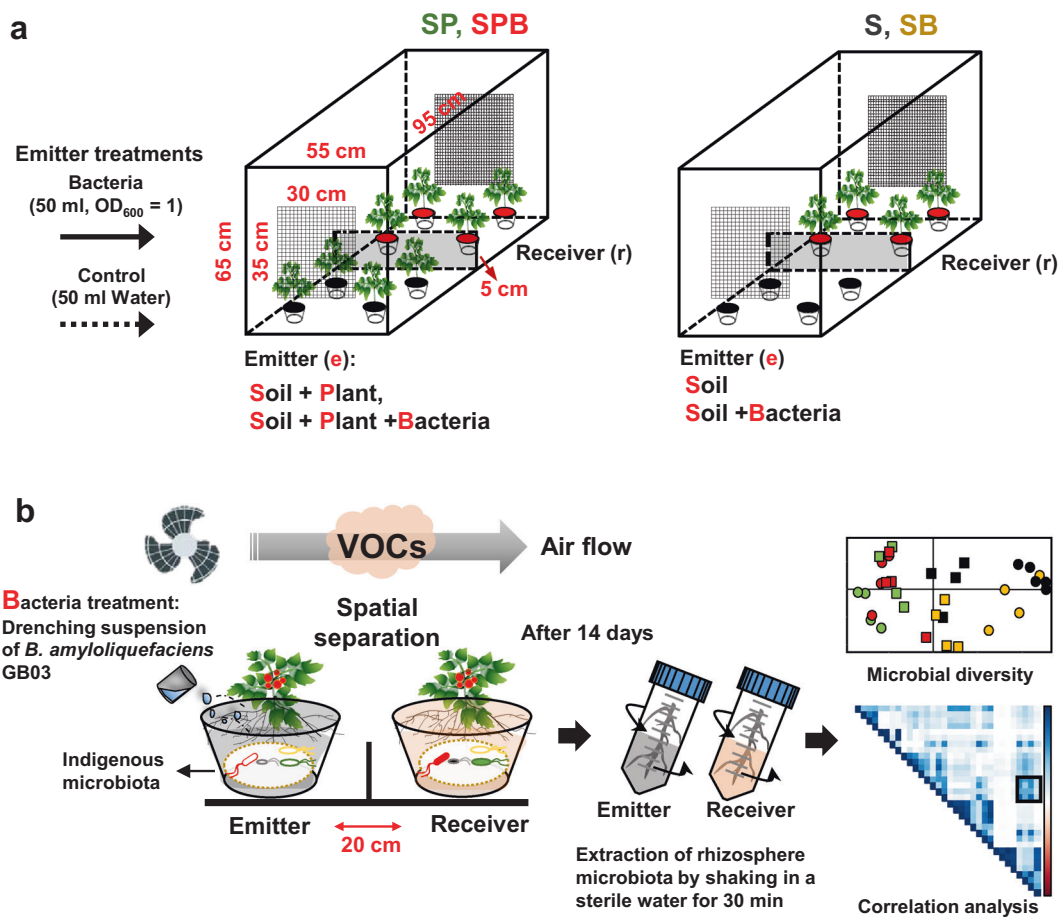 a
SP, SPB
S, SB
95 cm
55 cm
Emitter treatments
Bacteria
(50 ml, OD600 = 1)
30 cm
65 cm
35 cm
Receiver (r)
Receiver (r)
Control
(50 ml Water)
5 cm
Emitter (e):
Soil + Plant,
Soil + Plant +Bacteria
Emitter (e)
Soil
Soil +Bacteria
b
VOCs
Air flow
Bacteria treatment:
Drenching suspension
of B. amyloliquefaciens
GB03
Spatial
separation
After 14 days
Microbial diversity
Indigenous
microbiota
Emitter
Receiver
20 cm
Emitter
Receiver
Extraction of rhizosphere
microbiota by shaking in a
sterile water for 30 min
Correlation analysis